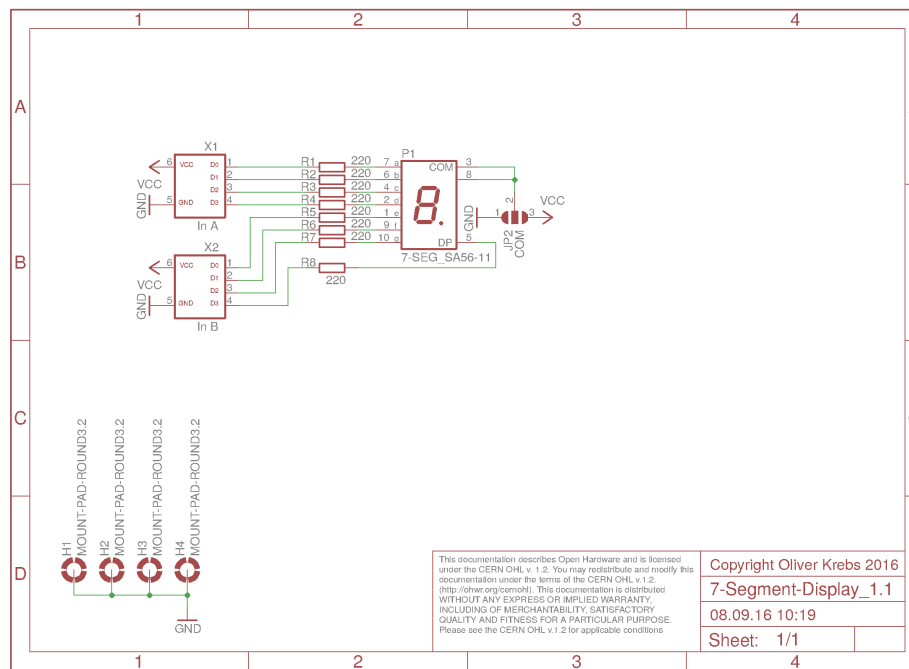 1 2 3 4
A
B
C
D
X1
6 VCC D0 1
D1 2
D2 3
5 GND D3 4
VCC
GND
In A
X2
6 VCC D0 1
D1 2
D2 3
5 GND D3 4
VCC
GND
In B
R1 220 7 a
R2 220 6 b
R3 220 4 c
R4 220 2 d
R5 220 1 e
R6 220 9 f
R7 220 10 g
R8
220
P1
COM 3
8
8.
DP 5
7-SEG_SA56-11
GND
1 2 3
VCC
JP2
COM
H1
MOUNT-PAD-ROUND3.2
H2
MOUNT-PAD-ROUND3.2
H3
MOUNT-PAD-ROUND3.2
H4
MOUNT-PAD-ROUND3.2
GND
This documentation describes Open Hardware and is licensed
under the CERN OHL v. 1.2. You may redistribute and modify this
documentation under the terms of the CERN OHL v.1.2.
(http://ohwr.org/cernohl). This documentation is distributed
WITHOUT ANY EXPRESS OR IMPLIED WARRANTY,
INCLUDING OF MERCHANTABILITY, SATISFACTORY
QUALITY AND FITNESS FOR A PARTICULAR PURPOSE.
Please see the CERN OHL v.1.2 for applicable conditions
Copyright Oliver Krebs 2016
7-Segment-Display_1.1
08.09.16 10:19
Sheet: 1/1
1 2 3 4